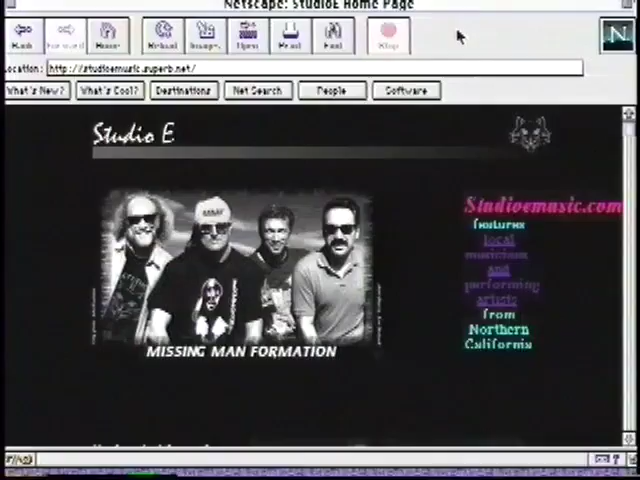 Netscape: StudioE Home Page
Back Forward Home Reload Images Open Print Find Stop
N
Location: http://studioemusic.superb.net/
What's New? What's Cool? Destinations Net Search People Software
Studio E
Studioemusic.com
features
local
musicians
and
performing
artists
from
Northern
California
MISSING MAN FORMATION